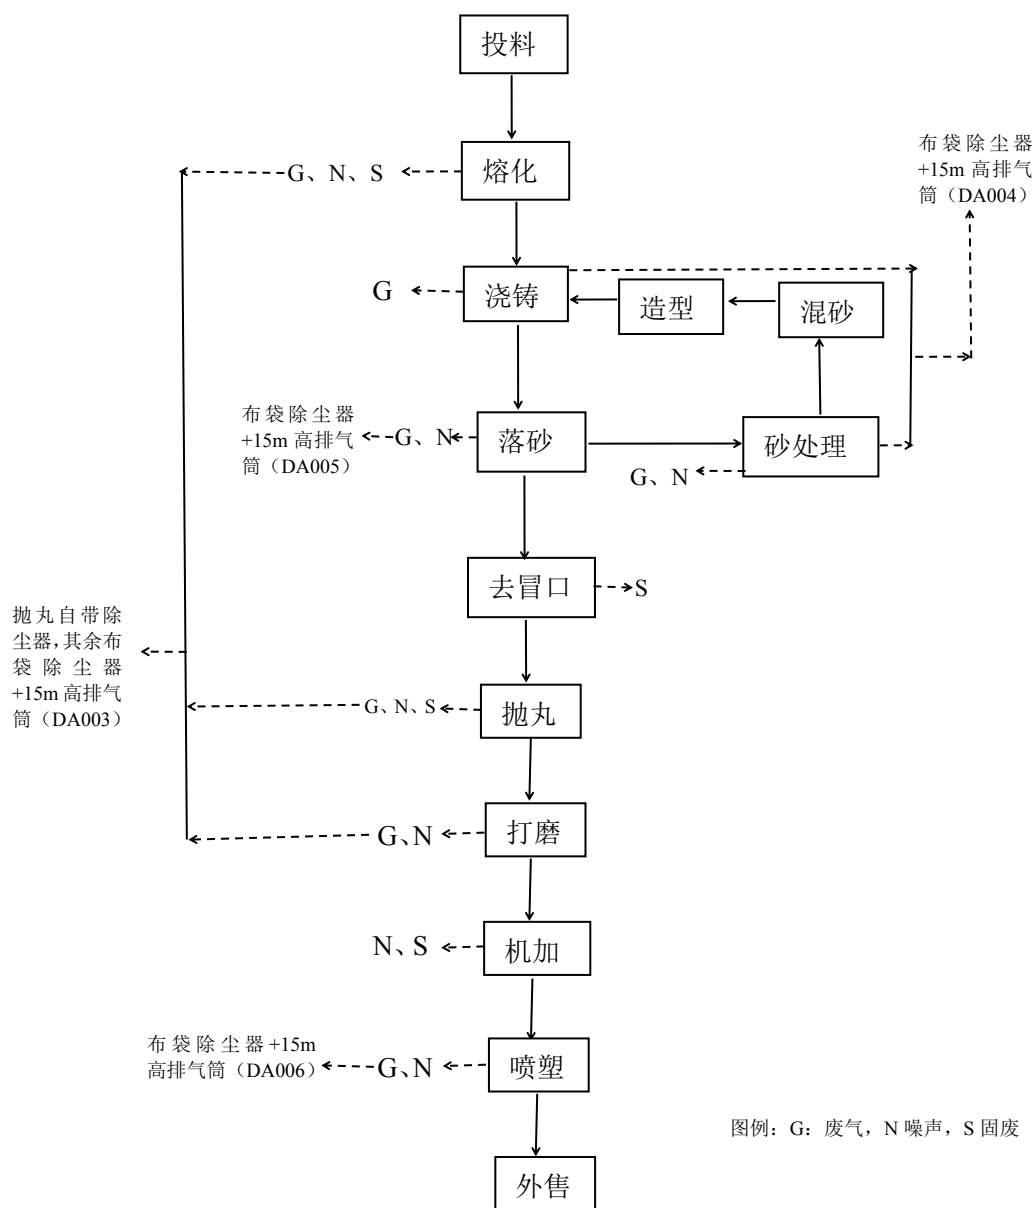 投料
布袋除尘器
+15m 高排气
筒（DA004）
熔化
G、N、S
浇铸
G
造型
混砂
布袋除尘器
+15m 高排气
筒（DA005）
G、N
落砂
砂处理
G、N
去冒口
S
抛丸自带除
尘器,其余布
袋除尘器
+15m 高排气
筒（DA003）
G、N、S
抛丸
G、N
打磨
N、S
机加
布袋除尘器+15m
高排气筒（DA006）
G、N
喷塑
图例：G：废气，N 噪声，S 固废
外售